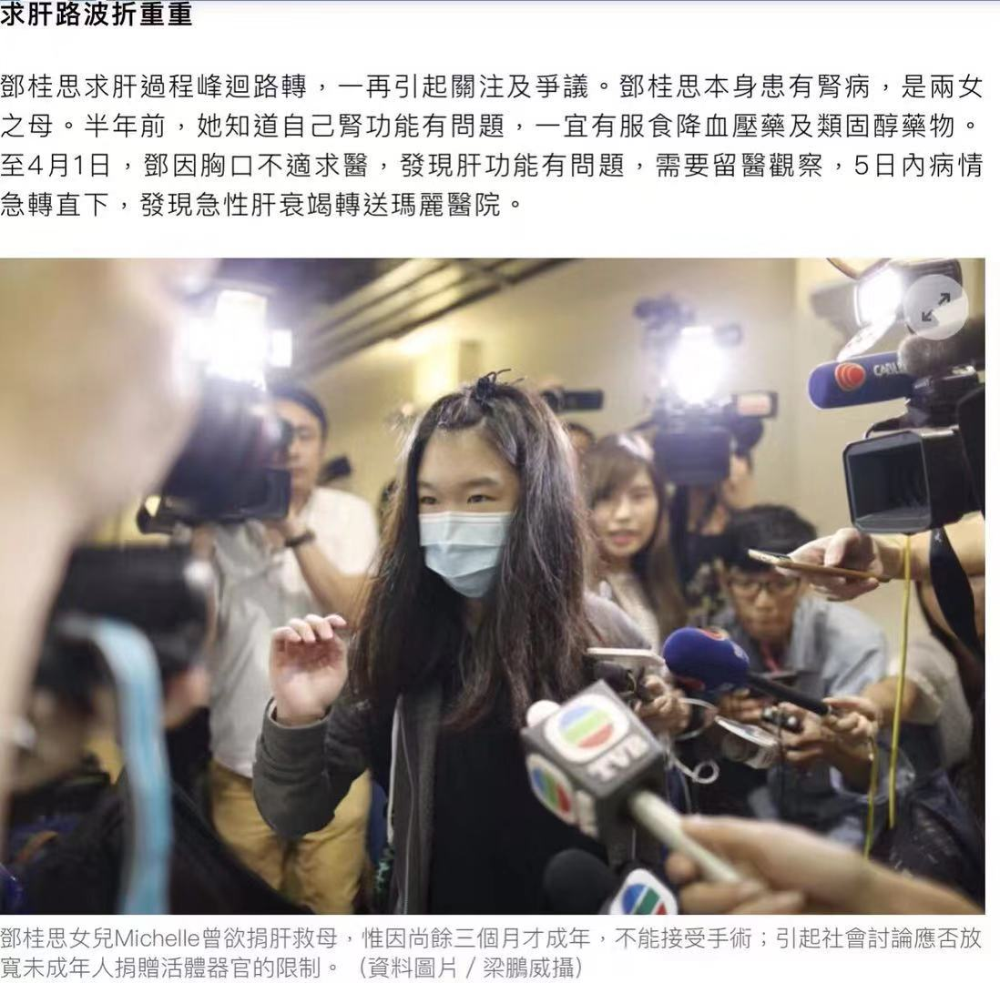 求肝路波折重重
鄧桂思求肝過程峰迴路轉，一再引起關注及爭議。鄧桂思本身患有腎病，是兩女
之母。半年前，她知道自己腎功能有問題，一宜有服食降血壓藥及類固醇藥物。
至4月1日，鄧因胸口不適求醫，發現肝功能有問題，需要留醫觀察，5日內病情
急轉直下，發現急性肝衰竭轉送瑪麗醫院。
TVB
鄧桂思女兒Michelle曾欲捐肝救母，惟因尚餘三個月才成年，不能接受手術；引起社會討論應否放
寬未成年人捐贈活體器官的限制。（資料圖片 / 梁鵬威攝）